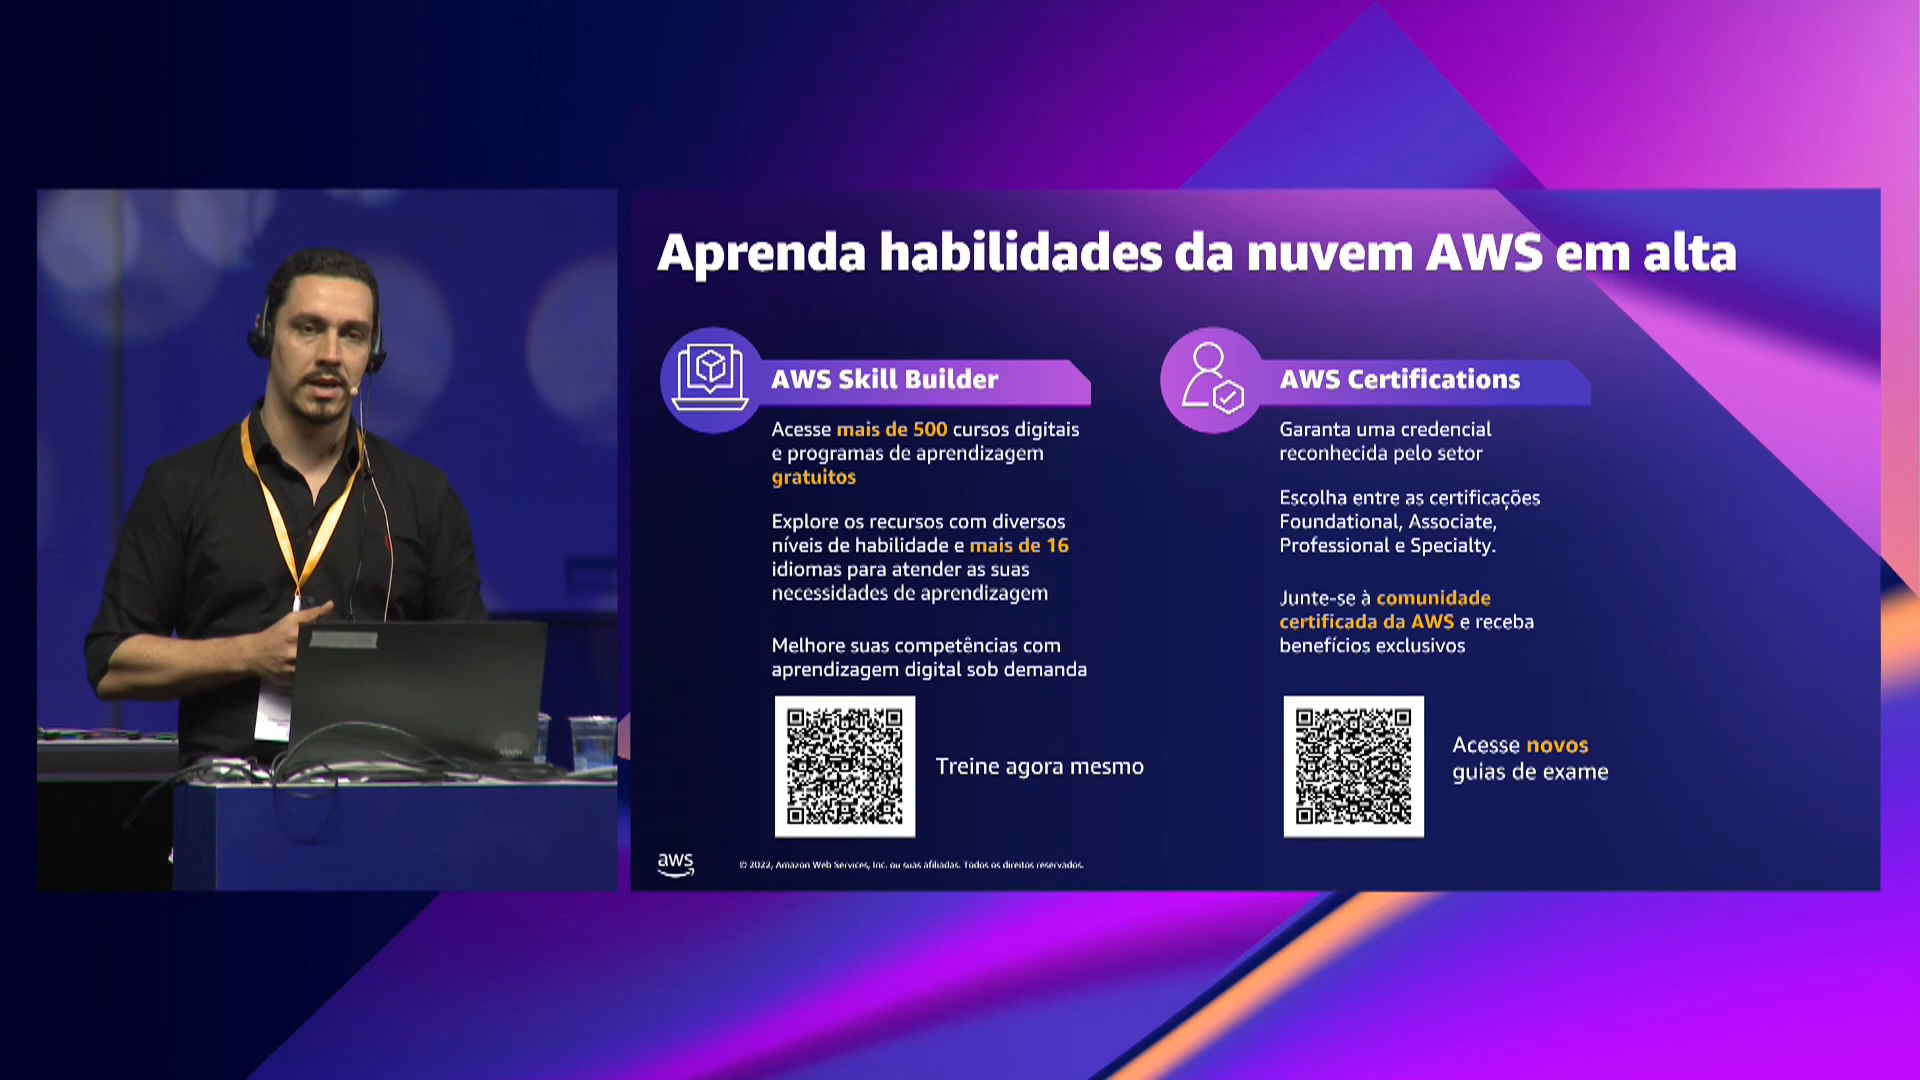 Aprenda habilidades da nuvem AWS em alta
AWS Skill Builder
Acesse mais de 500 cursos digitais
e programas de aprendizagem
gratuitos
Explore os recursos com diversos
níveis de habilidade e mais de 16
idiomas para atender as suas
necessidades de aprendizagem
Melhore suas competências com
aprendizagem digital sob demanda
Treine agora mesmo
AWS Certifications
Garanta uma credencial
reconhecida pelo setor
Escolha entre as certificações
Foundational, Associate,
Professional e Specialty.
Junte-se à comunidade
certificada da AWS e receba
benefícios exclusivos
Acesse novos
guias de exame
aws
© 2022, Amazon Web Services, Inc. ou suas afiliadas. Todos os direitos reservados.